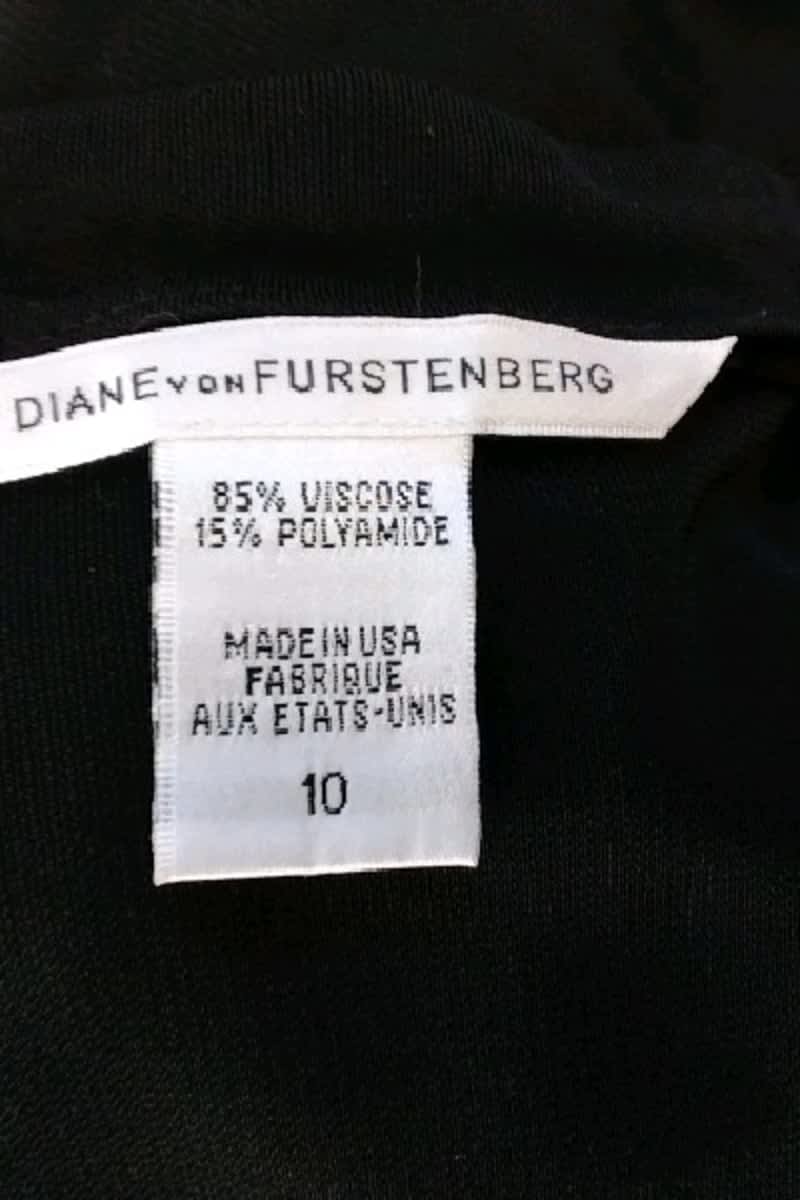 DIANE VON FURSTENBERG
85% VISCOSE
15% POLYAMIDE
MADE IN USA
FABRIQUE
AUX ETATS-UNIS
10